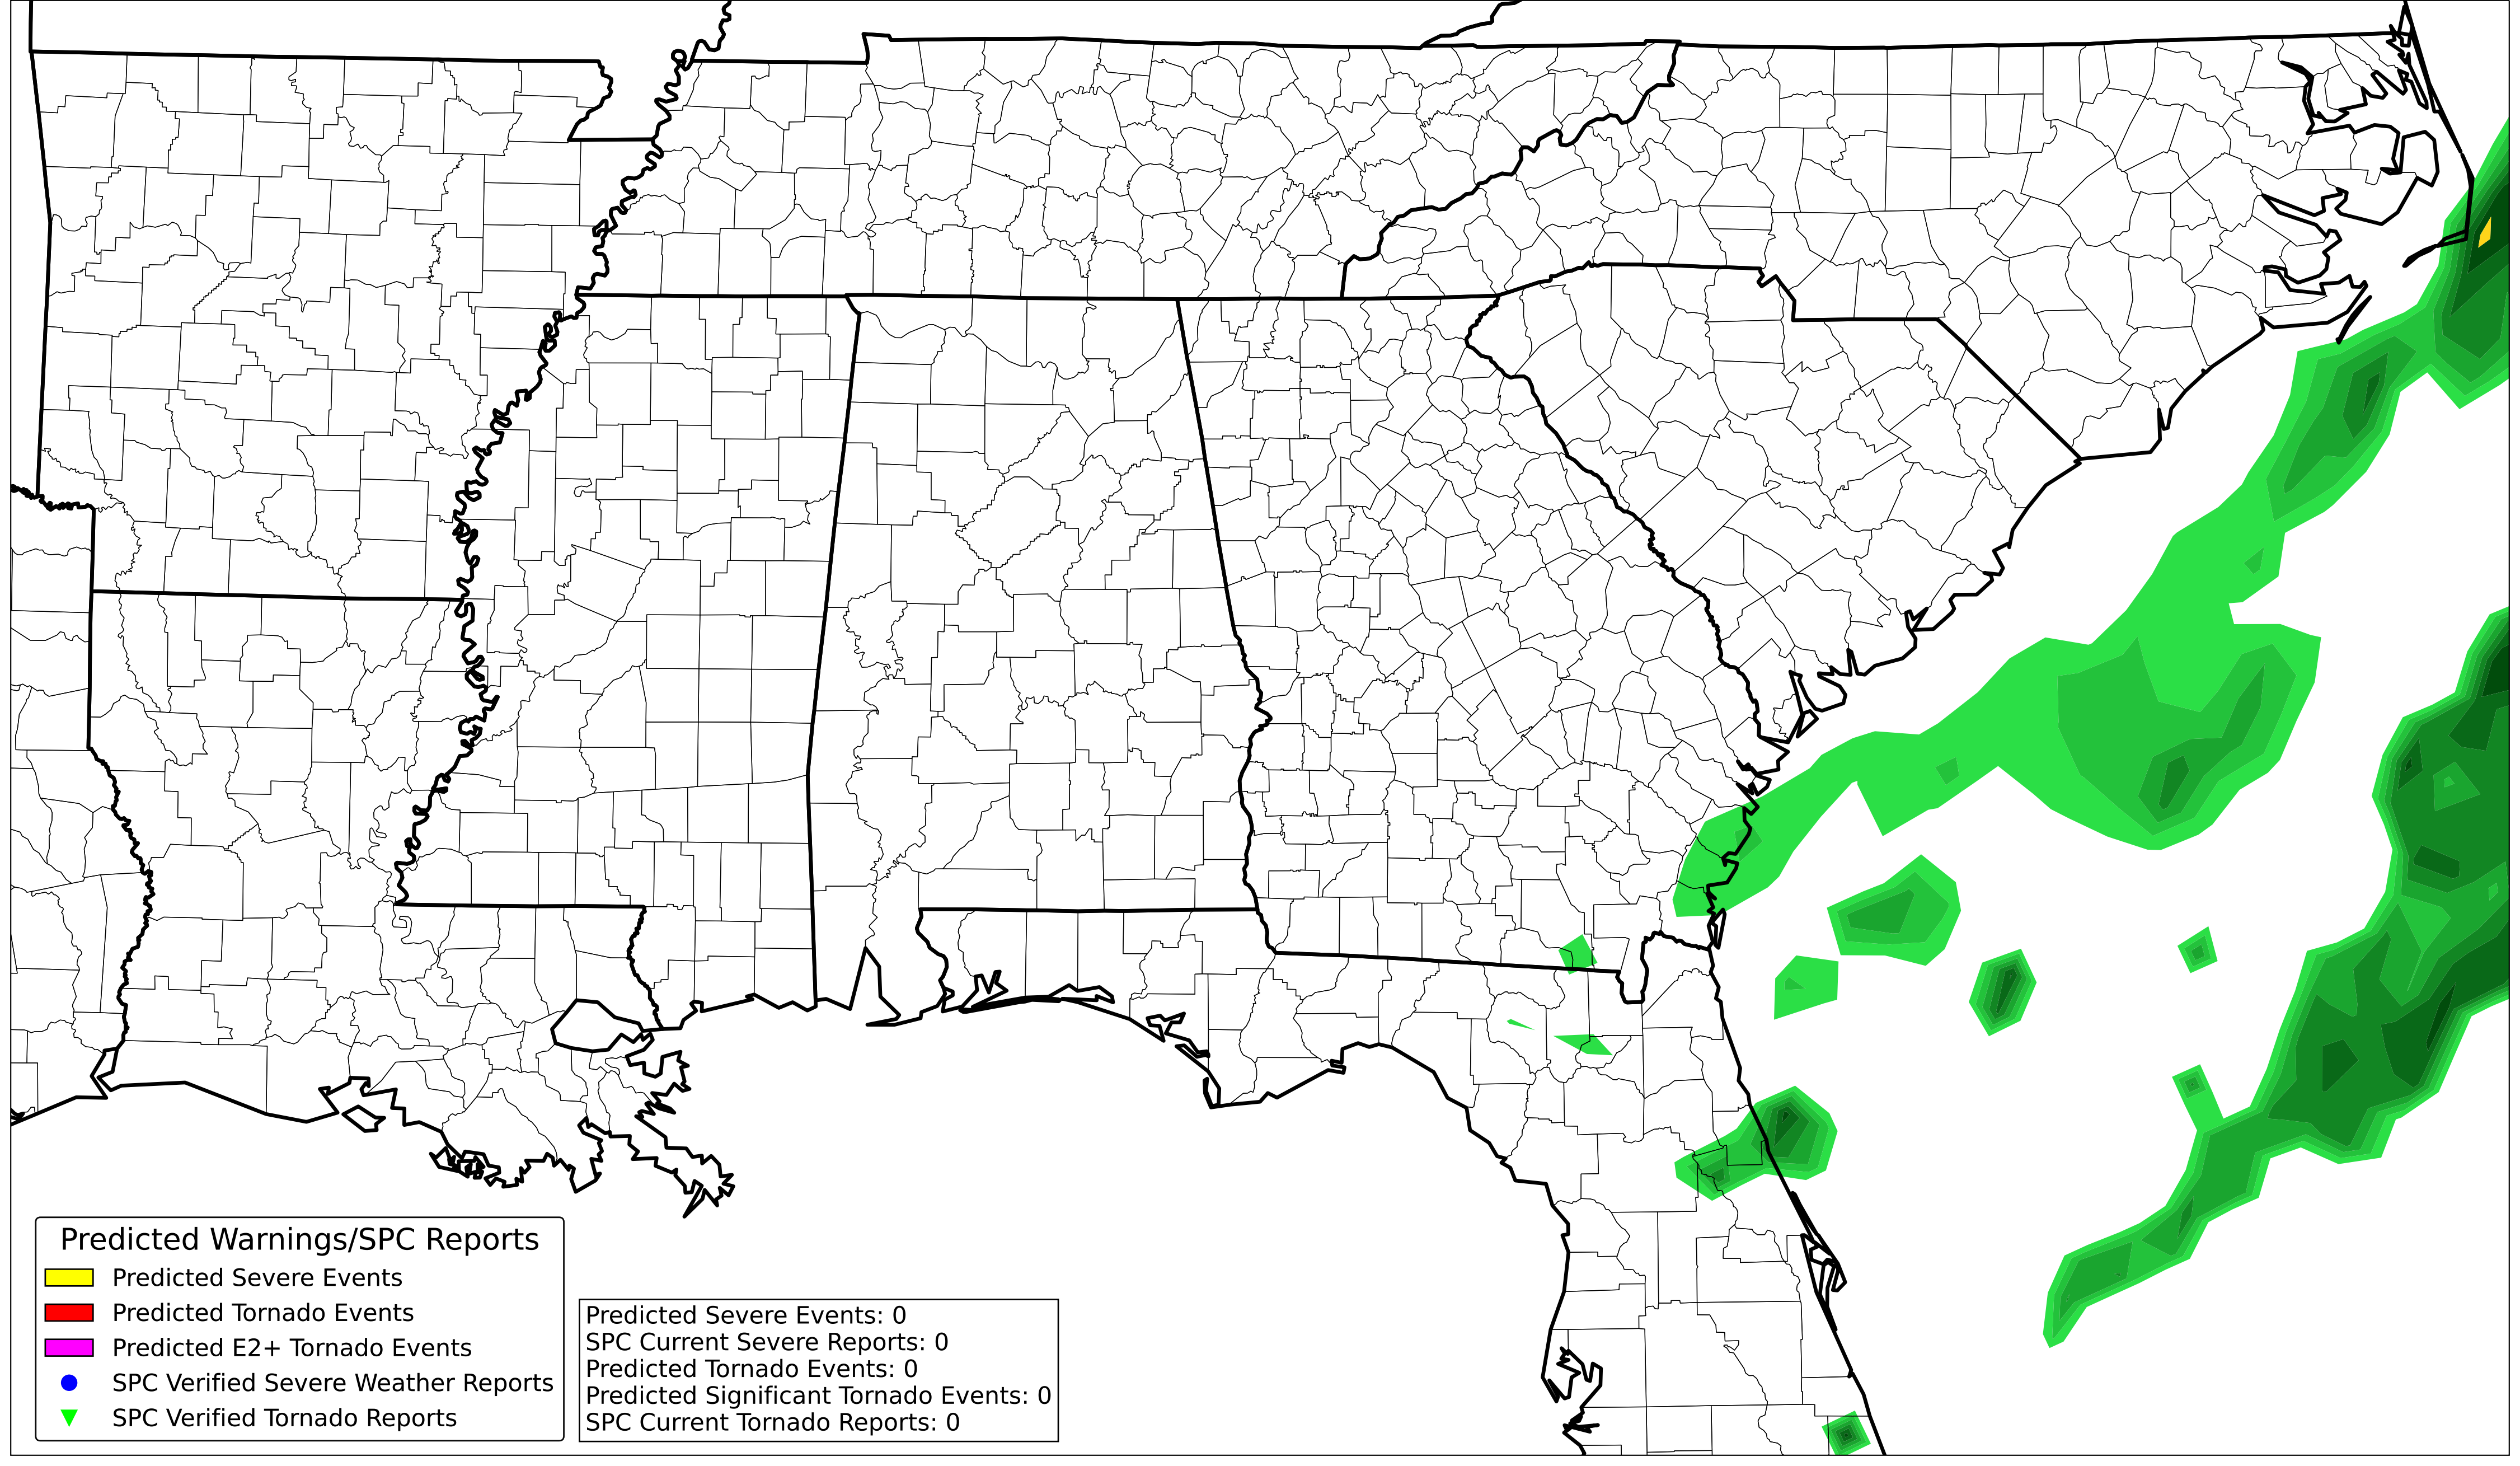 Predicted Warnings/SPC Reports
Predicted Severe Events
Predicted Tornado Events
Predicted E2+ Tornado Events
SPC Verified Severe Weather Reports
SPC Verified Tornado Reports
Predicted Severe Events: 0
SPC Current Severe Reports: 0
Predicted Tornado Events: 0
Predicted Significant Tornado Events: 0
SPC Current Tornado Reports: 0